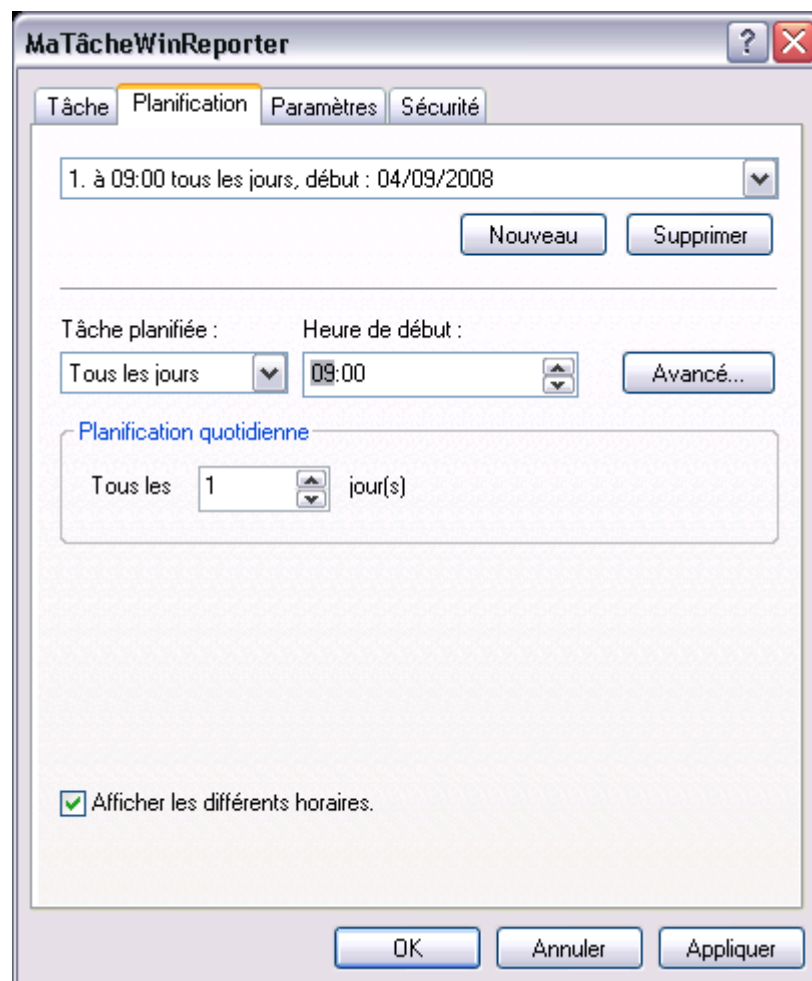 MaTâcheWinReporter
?
Tâche Planification Paramètres Sécurité
1. à 09:00 tous les jours, début : 04/09/2008
Nouveau Supprimer
Tâche planifiée : Heure de début :
Tous les jours 09:00 Avancé...
Planification quotidienne
Tous les 1 jour(s)
Afficher les différents horaires.
OK Annuler Appliquer